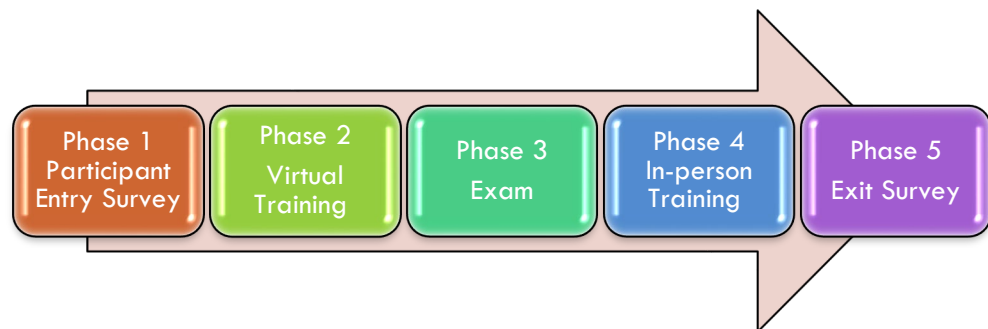 Phase 1
Participant
Entry Survey
Phase 2
Virtual
Training
Phase 3
Exam
Phase 4
In-person
Training
Phase 5
Exit Survey